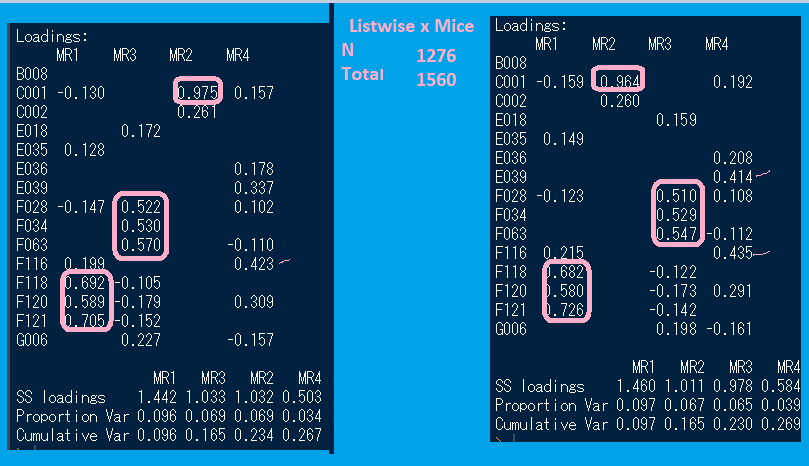 Loadings:
MR1 MR3 MR2 MR4
B008
C001 -0.130 0.975 0.157
C002 0.261
E018 0.172
E035 0.128
E036 0.178
E039 0.337
F028 -0.147 0.522 0.102
F034 0.530
F063 0.570 -0.110
F116 0.199 0.423
F118 0.692 -0.105
F120 0.589 -0.179 0.309
F121 0.705 -0.152
G006 0.227 -0.157
MR1 MR3 MR2 MR4
SS loadings 1.442 1.033 1.032 0.503
Proportion Var 0.096 0.069 0.069 0.034
Cumulative Var 0.096 0.165 0.234 0.267
Listwise x Mice
N 1276
Total 1560
Loadings:
MR1 MR2 MR3 MR4
B008
C001 -0.159 0.964 0.192
C002 0.260
E018 0.159
E035 0.149
E036 0.208
E039 0.414
F028 -0.123 0.510 0.108
F034 0.529
F063 0.547 -0.112
F116 0.215 0.435
F118 0.682 -0.122
F120 0.580 -0.173 0.291
F121 0.726 -0.142
G006 0.198 -0.161
MR1 MR2 MR3 MR4
SS loadings 1.460 1.011 0.978 0.584
Proportion Var 0.097 0.067 0.065 0.039
Cumulative Var 0.097 0.165 0.230 0.269